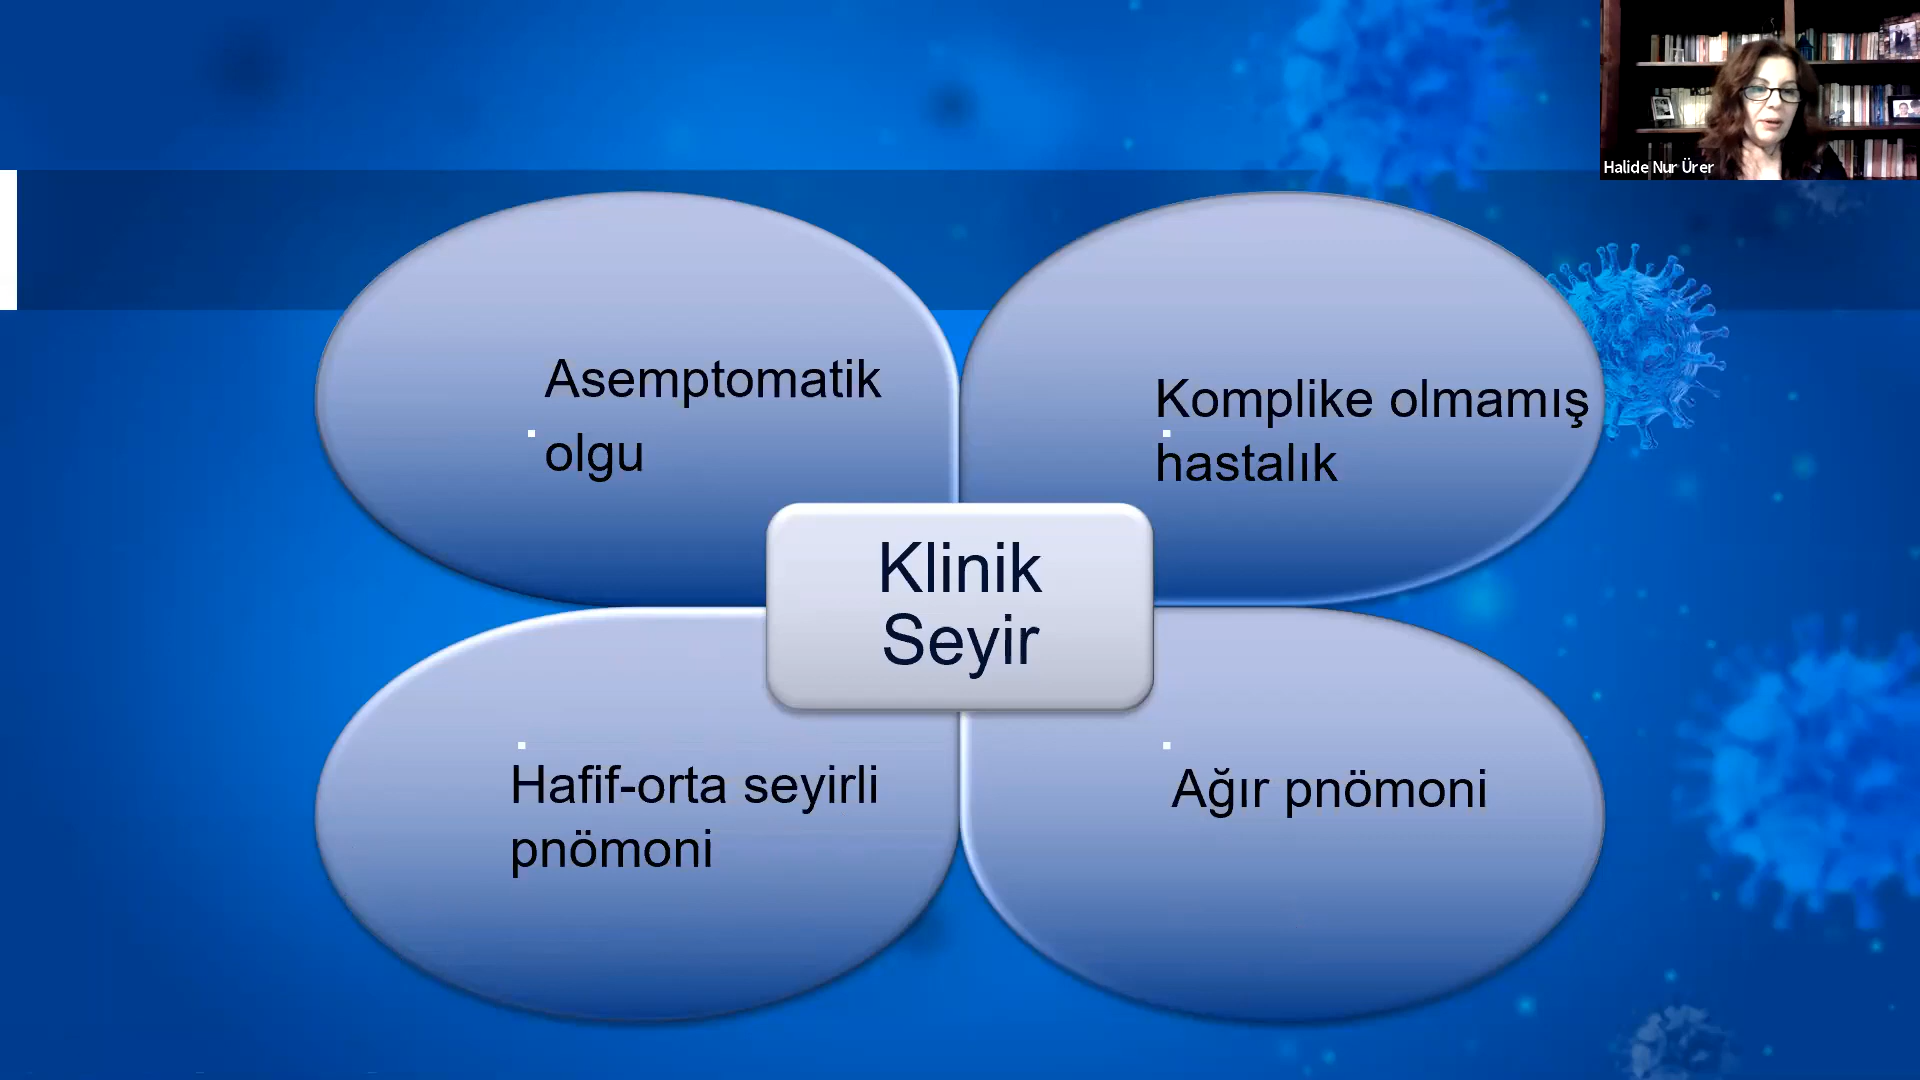 Halide Nur Ürer
Asemptomatik
olgu
Komplike olmamış
hastalık
Klinik
Seyir
Hafif-orta seyirli
pnömoni
Ağır pnömoni